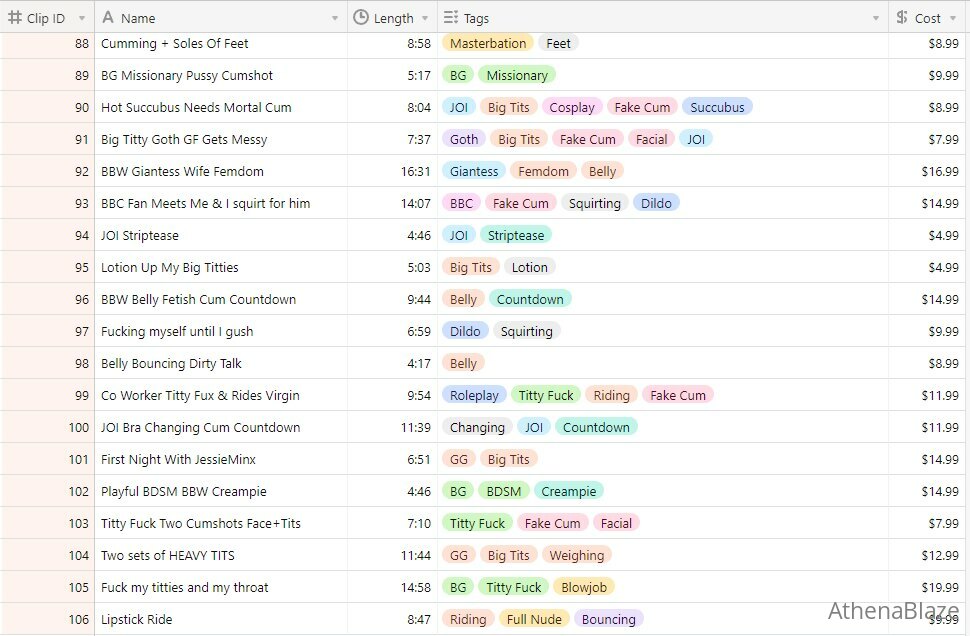 Clip ID Name Length Tags Cost
88 Cumming + Soles Of Feet 8:58 Masterbation Feet $8.99
89 BG Missionary Pussy Cumshot 5:17 BG Missionary $9.99
90 Hot Succubus Needs Mortal Cum 8:04 JOI Big Tits Cosplay Fake Cum Succubus $8.99
91 Big Titty Goth GF Gets Messy 7:37 Goth Big Tits Fake Cum Facial JOI $7.99
92 BBW Giantess Wife Femdom 16:31 Giantess Femdom Belly $16.99
93 BBC Fan Meets Me & I squirt for him 14:07 BBC Fake Cum Squirting Dildo $14.99
94 JOI Striptease 4:46 JOI Striptease $4.99
95 Lotion Up My Big Titties 5:03 Big Tits Lotion $4.99
96 BBW Belly Fetish Cum Countdown 9:44 Belly Countdown $14.99
97 Fucking myself until I gush 6:59 Dildo Squirting $9.99
98 Belly Bouncing Dirty Talk 4:17 Belly $8.99
99 Co Worker Titty Fux & Rides Virgin 9:54 Roleplay Titty Fuck Riding Fake Cum $11.99
100 JOI Bra Changing Cum Countdown 11:39 Changing JOI Countdown $11.99
101 First Night With JessieMinx 6:51 GG Big Tits $14.99
102 Playful BDSM BBW Creampie 4:46 BG BDSM Creampie $14.99
103 Titty Fuck Two Cumshots Face+Tits 7:10 Titty Fuck Fake Cum Facial $7.99
104 Two sets of HEAVY TITS 11:44 GG Big Tits Weighing $12.99
105 Fuck my titties and my throat 14:58 BG Titty Fuck Blowjob $19.99
106 Lipstick Ride 8:47 Riding Full Nude Bouncing $9.99
AthenaBlaze